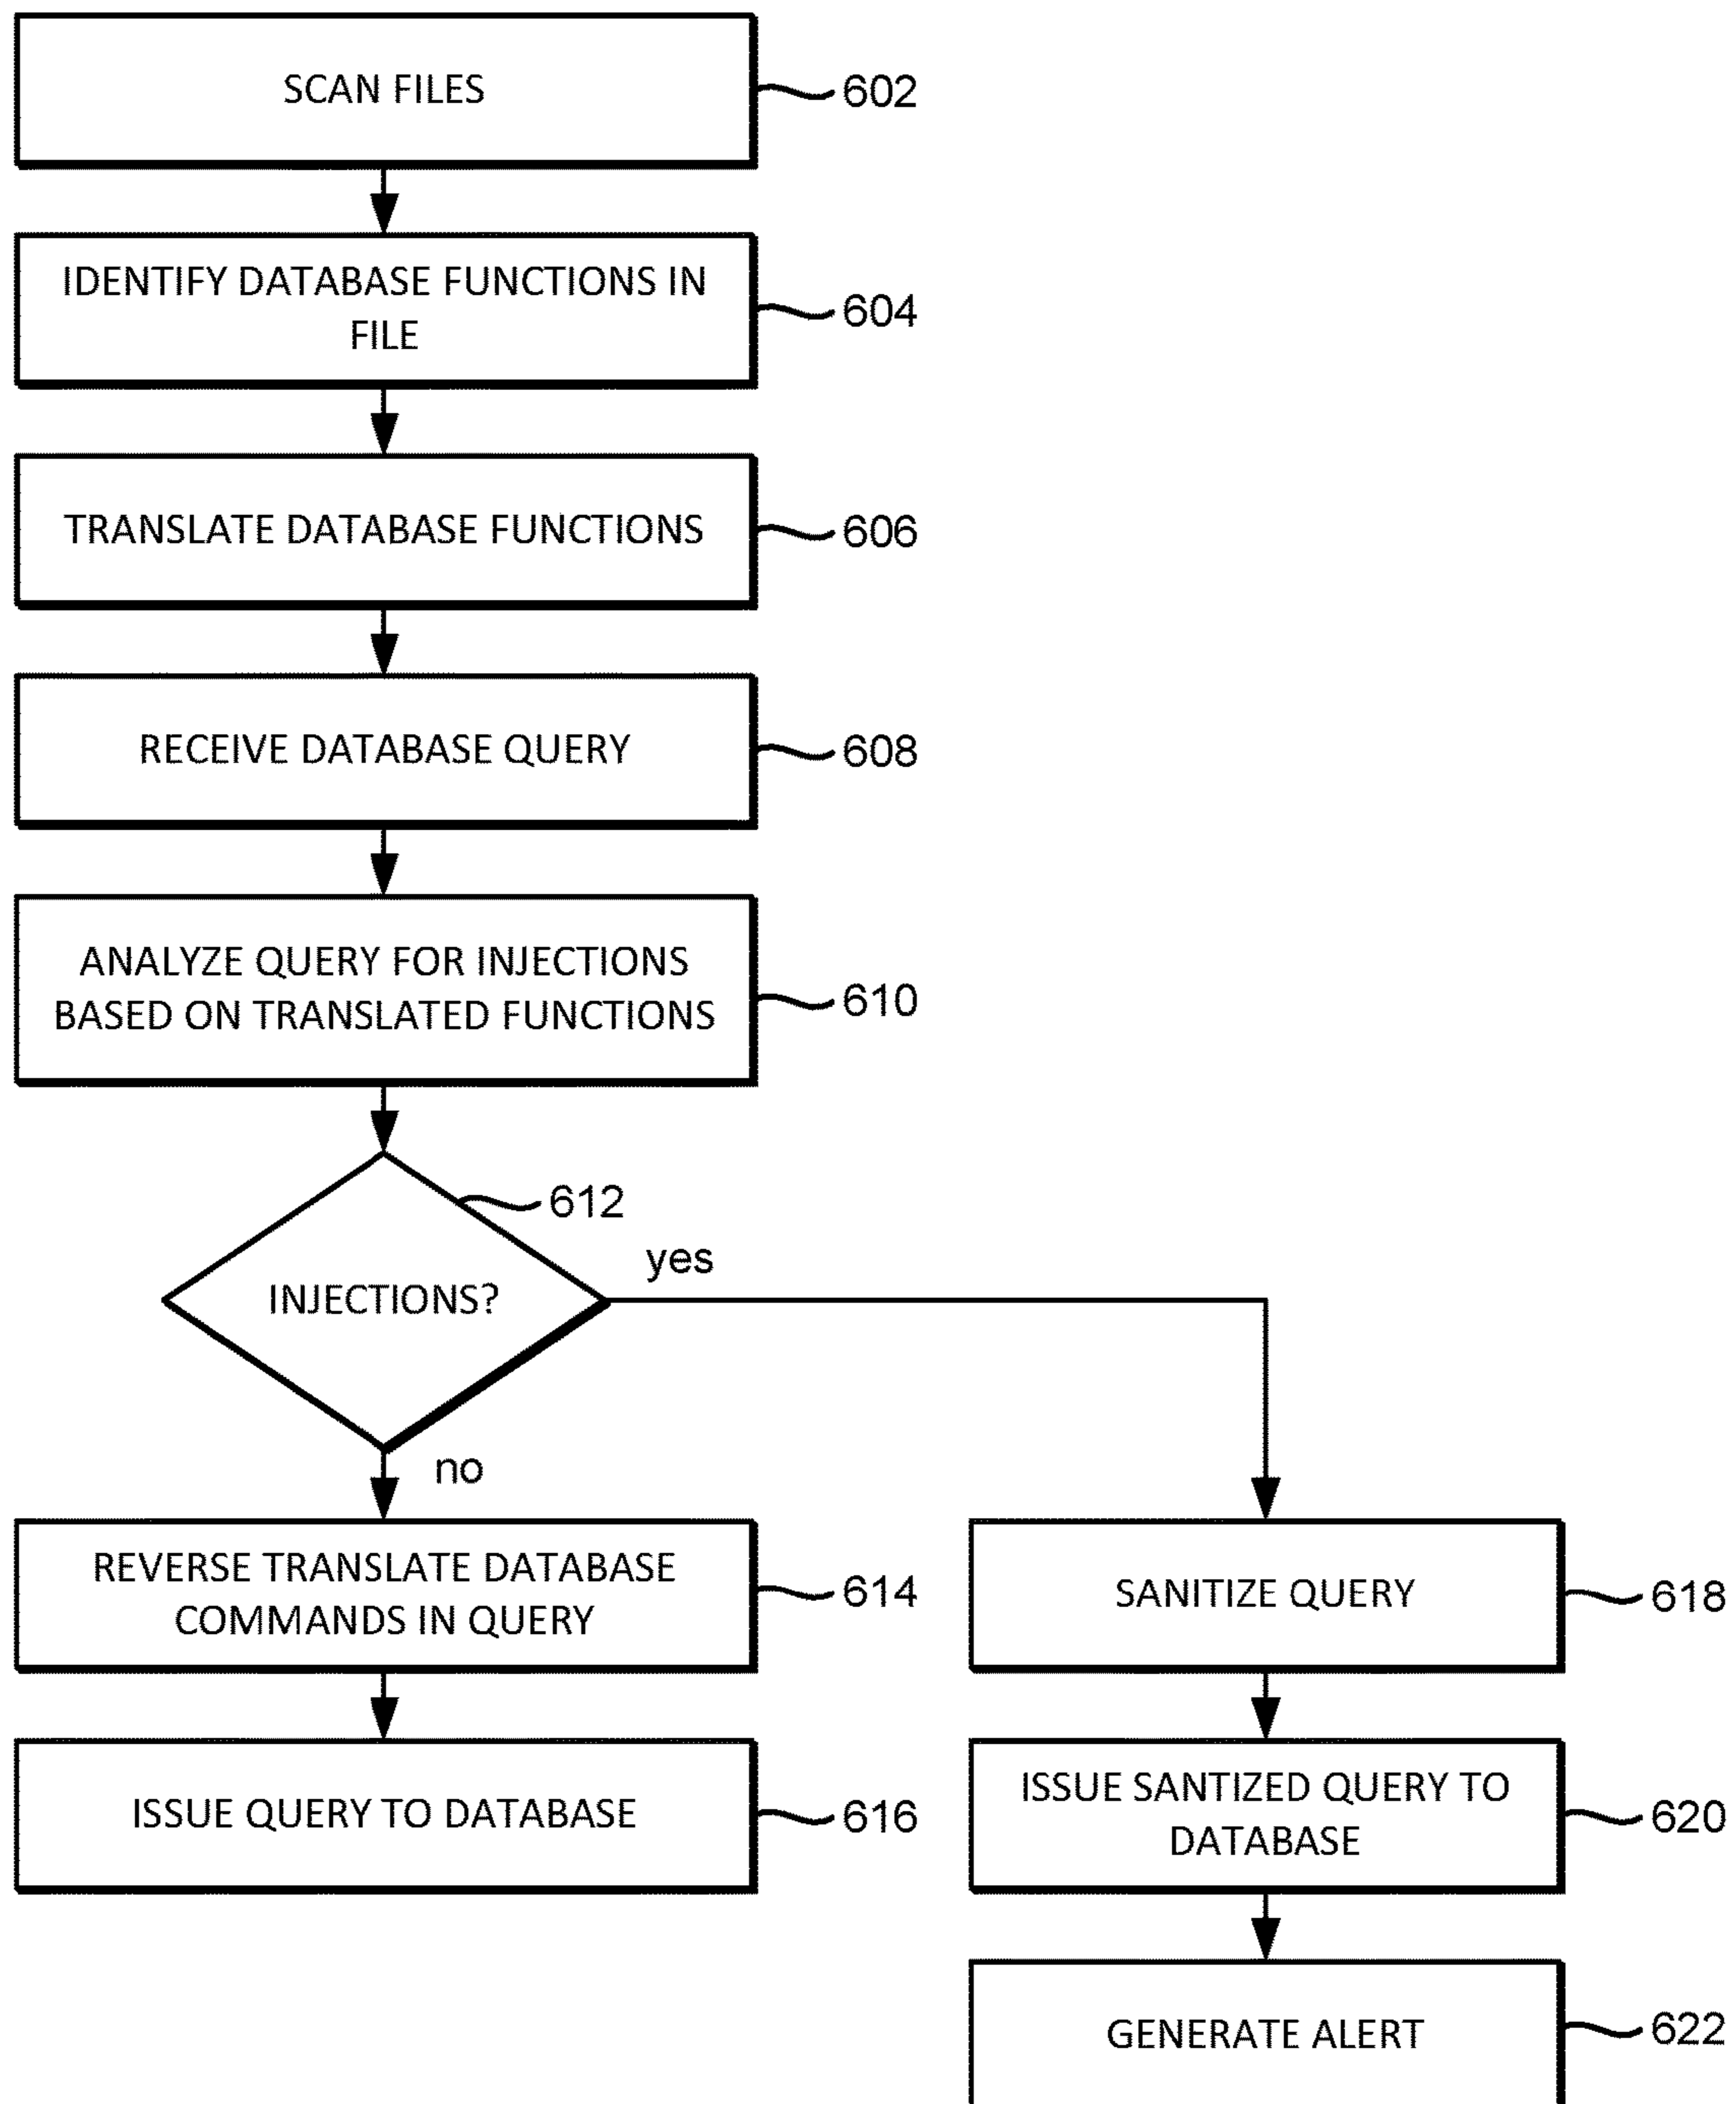 SCAN FILES
602
IDENTIFY DATABASE FUNCTIONS IN
FILE
604
TRANSLATE DATABASE FUNCTIONS
606
RECEIVE DATABASE QUERY
608
ANALYZE QUERY FOR INJECTIONS
BASED ON TRANSLATED FUNCTIONS
610
612
INJECTIONS?
yes
no
REVERSE TRANSLATE DATABASE
COMMANDS IN QUERY
614
ISSUE QUERY TO DATABASE
616
SANITIZE QUERY
618
ISSUE SANTIZED QUERY TO
DATABASE
620
GENERATE ALERT
622